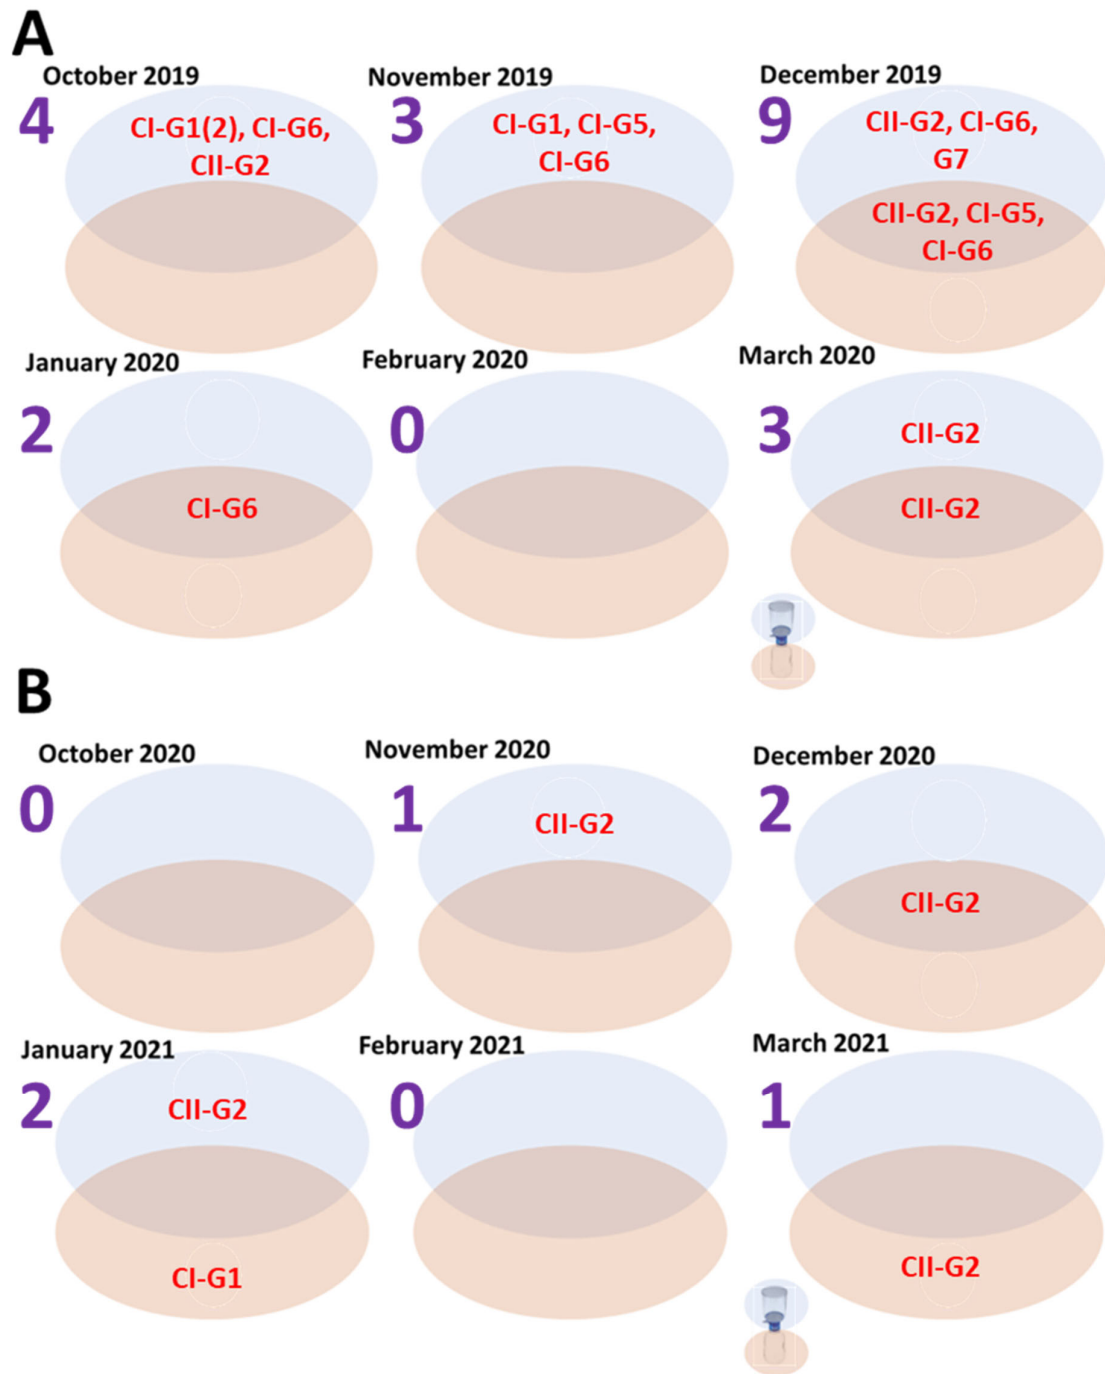 A
October 2019
4
CI-G1(2), CI-G6,
CII-G2
November 2019
3
CI-G1, CI-G5,
CI-G6
December 2019
9
CII-G2, CI-G6,
G7
CII-G2, CI-G5,
CI-G6
January 2020
2
CI-G6
February 2020
0
March 2020
3
CII-G2
CII-G2
B
October 2020
0
November 2020
1
CII-G2
December 2020
2
CII-G2
January 2021
2
CII-G2
CI-G1
February 2021
0
March 2021
1
CII-G2